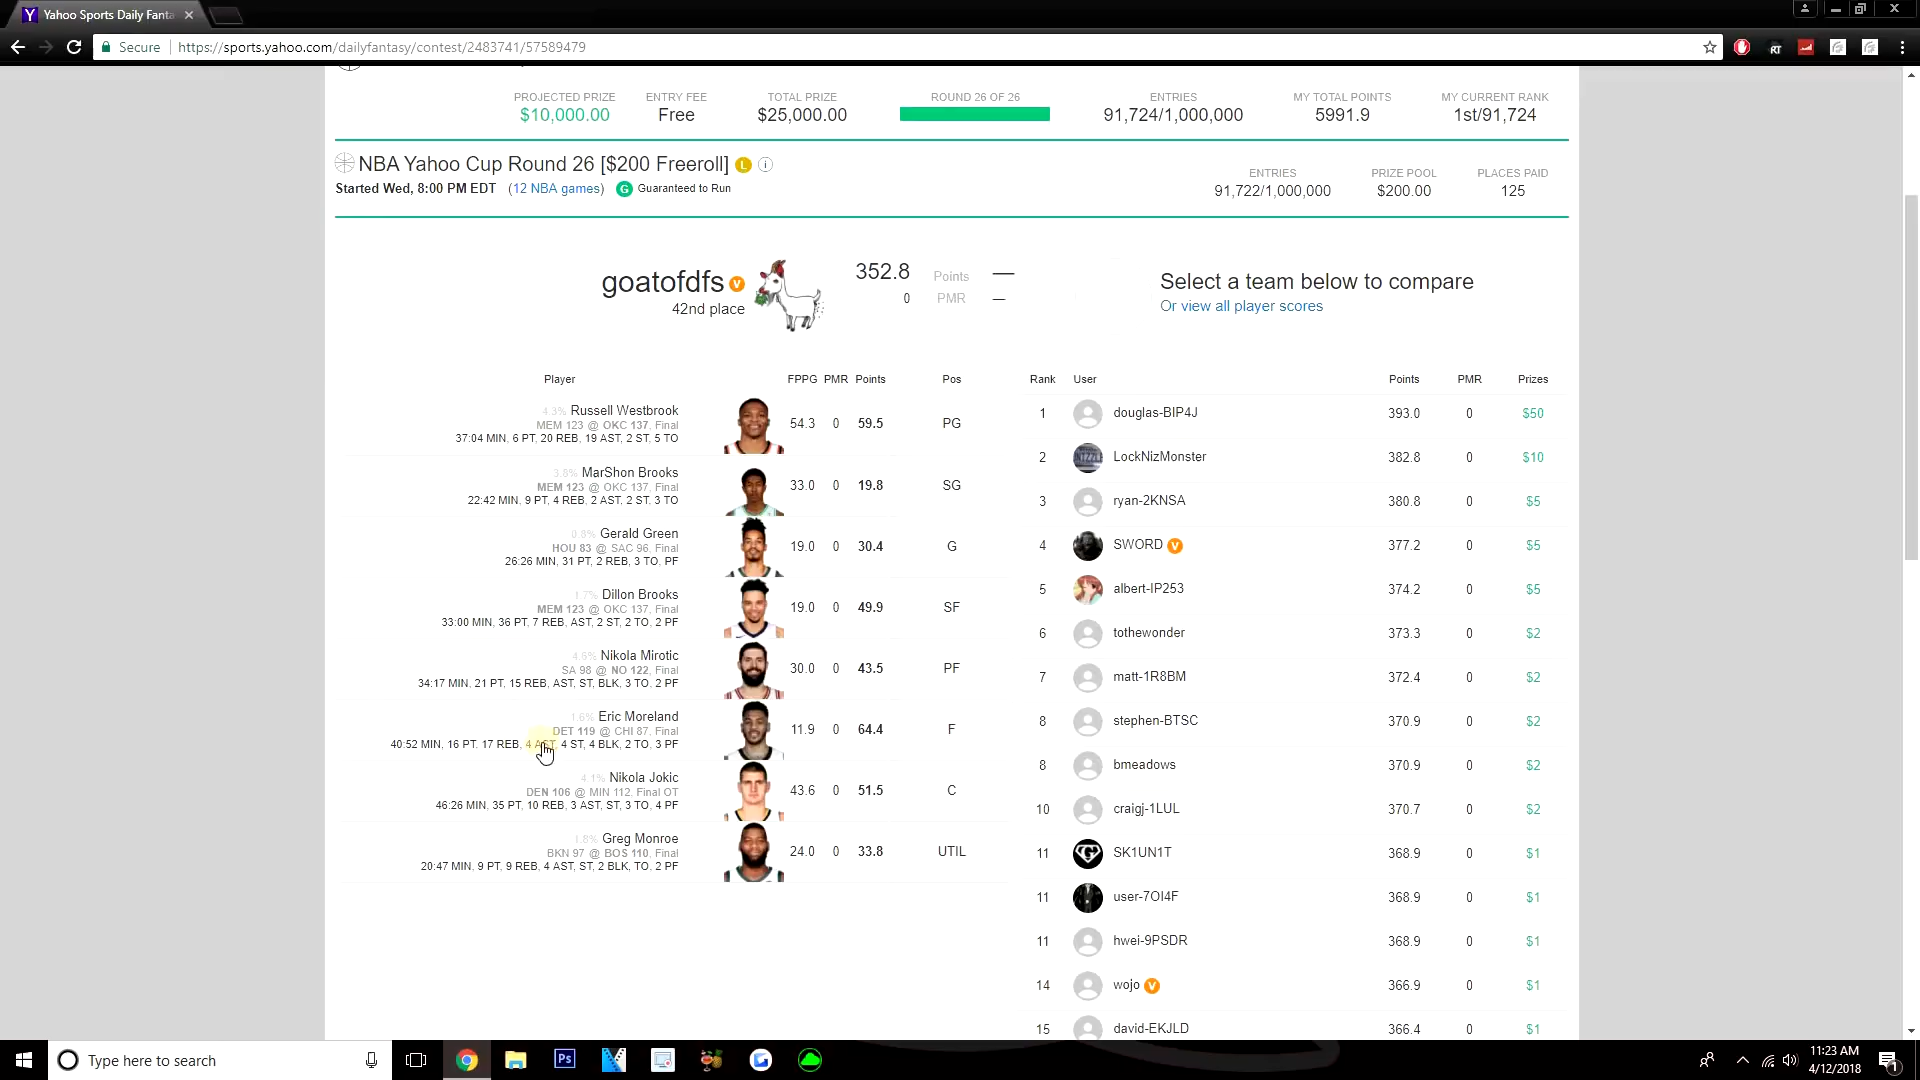 Yahoo Sports Daily Fanta
Secure
https://sports.yahoo.com/dailyfantasy/contest/2483741/57589479
PROJECTED PRIZE
$10,000.00
ENTRY FEE
Free
TOTAL PRIZE
$25,000.00
ROUND 26 OF 26
ENTRIES
91,724/1,000,000
MY TOTAL POINTS
5991.9
MY CURRENT RANK
1st/91,724
NBA Yahoo Cup Round 26 [$200 Freeroll] L i
Started Wed, 8:00 PM EDT (12 NBA games) G Guaranteed to Run
ENTRIES
91,722/1,000,000
PRIZE POOL
$200.00
PLACES PAID
125
goatofdfs V
42nd place
352.8 Points —
0 PMR —
Select a team below to compare
Or view all player scores
Player FPPG PMR Points Pos
4.3% Russell Westbrook
MEM 123 @ OKC 137, Final
37:04 MIN, 6 PT, 20 REB, 19 AST, 2 ST, 5 TO
54.3 0 59.5 PG
3.8% MarShon Brooks
MEM 123 @ OKC 137, Final
22:42 MIN, 9 PT, 4 REB, 2 AST, 2 ST, 3 TO
33.0 0 19.8 SG
0.8% Gerald Green
HOU 83 @ SAC 96, Final
26:26 MIN, 31 PT, 2 REB, 3 TO, PF
19.0 0 30.4 G
1.7% Dillon Brooks
MEM 123 @ OKC 137, Final
33:00 MIN, 36 PT, 7 REB, AST, 2 ST, 2 TO, 2 PF
19.0 0 49.9 SF
4.6% Nikola Mirotic
SA 98 @ NO 122, Final
34:17 MIN, 21 PT, 15 REB, AST, ST, BLK, 3 TO, 2 PF
30.0 0 43.5 PF
1.6% Eric Moreland
DET 119 @ CHI 87, Final
40:52 MIN, 16 PT, 17 REB, 4 AST, 4 ST, 4 BLK, 2 TO, 3 PF
11.9 0 64.4 F
4.1% Nikola Jokic
DEN 106 @ MIN 112, Final OT
46:26 MIN, 35 PT, 10 REB, 3 AST, ST, 3 TO, 4 PF
43.6 0 51.5 C
1.8% Greg Monroe
BKN 97 @ BOS 110, Final
20:47 MIN, 9 PT, 9 REB, 4 AST, ST, 2 BLK, TO, 2 PF
24.0 0 33.8 UTIL
Rank User Points PMR Prizes
1 douglas-BIP4J 393.0 0 $50
2 LockNizMonster 382.8 0 $10
3 ryan-2KNSA 380.8 0 $5
4 SWORD V 377.2 0 $5
5 albert-IP253 374.2 0 $5
6 tothewonder 373.3 0 $2
7 matt-1R8BM 372.4 0 $2
8 stephen-BTSC 370.9 0 $2
8 bmeadows 370.9 0 $2
10 craigj-1LUL 370.7 0 $2
11 SK1UN1T 368.9 0 $1
11 user-7OI4F 368.9 0 $1
11 hwei-9PSDR 368.9 0 $1
14 wojo V 366.9 0 $1
15 david-EKJLD 366.4 0 $1
Type here to search
Ps
11:23 AM
4/12/2018
1